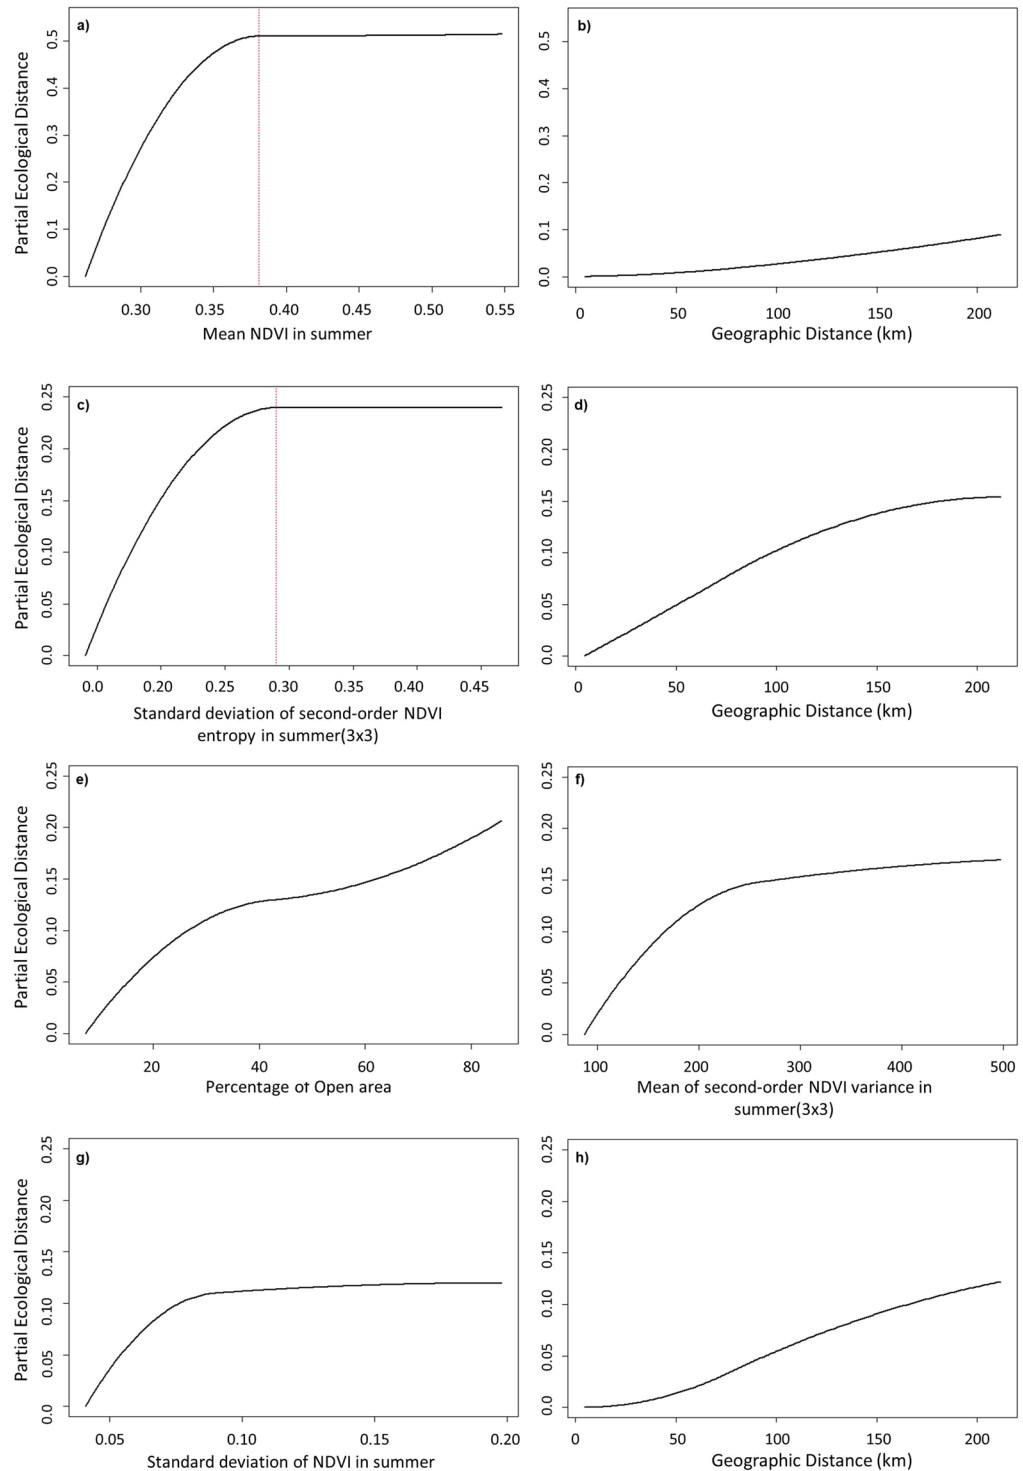 a)
Partial Ecological Distance
0.5
0.4
0.3
0.2
0.1
0.0
0.30 0.35 0.40 0.45 0.50 0.55
Mean NDVI in summer
b)
0.5
0.4
0.3
0.2
0.1
0.0
0 50 100 150 200
Geographic Distance (km)
c)
Partial Ecological Distance
0.25
0.20
0.15
0.10
0.05
0.0
0.0 0.20 0.25 0.30 0.35 0.40 0.45
Standard deviation of second-order NDVI
entropy in summer(3x3)
d)
0.25
0.20
0.15
0.10
0.05
0.0
0 50 100 150 200
Geographic Distance (km)
e)
Partial Ecological Distance
0.25
0.20
0.15
0.10
0.05
0.0
20 40 60 80
Percentage of Open area
f)
0.25
0.20
0.15
0.10
0.05
0.0
100 200 300 400 500
Mean of second-order NDVI variance in
summer(3x3)
g)
Partial Ecological Distance
0.25
0.20
0.15
0.10
0.05
0.0
0.05 0.10 0.15 0.20
Standard deviation of NDVI in summer
h)
0.25
0.20
0.15
0.10
0.05
0.0
0 50 100 150 200
Geographic Distance (km)